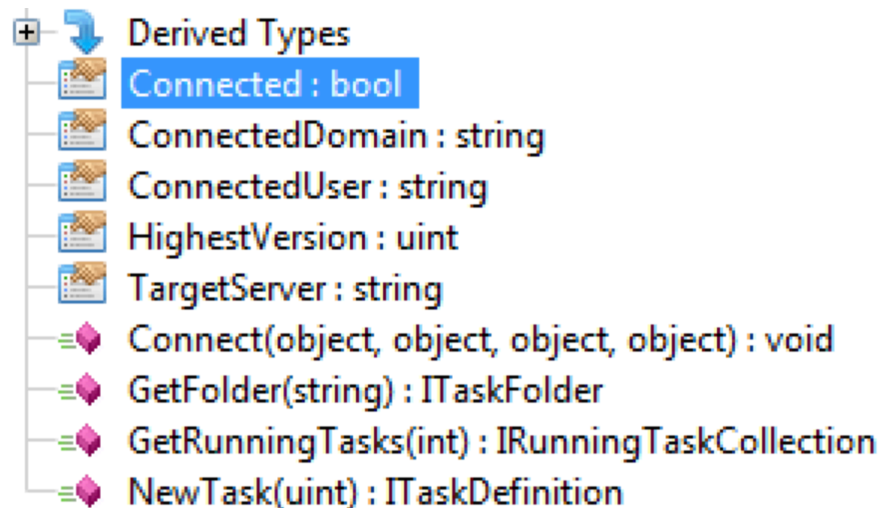 Derived Types
Connected : bool
ConnectedDomain : string
ConnectedUser : string
HighestVersion : uint
TargetServer : string
Connect(object, object, object, object) : void
GetFolder(string) : ITaskFolder
GetRunningTasks(int) : IRunningTaskCollection
NewTask(uint) : ITaskDefinition